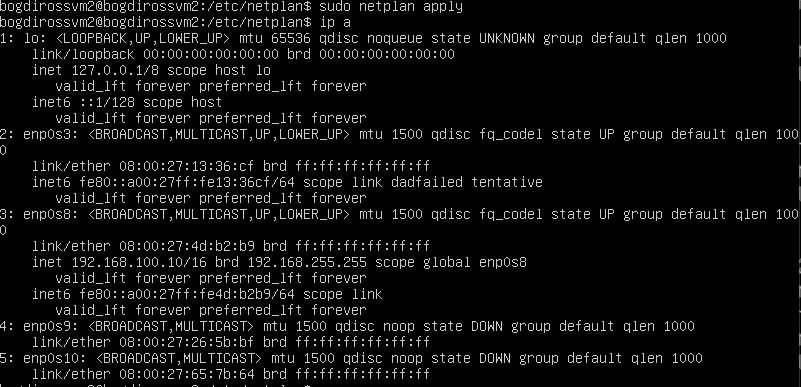 bogdirossvm2@bogdirossvm2:/etc/netplan$ sudo netplan apply
bogdirossvm2@bogdirossvm2:/etc/netplan$ ip a
1: lo: <LOOPBACK,UP,LOWER_UP> mtu 65536 qdisc noqueue state UNKNOWN group default qlen 1000
    link/loopback 00:00:00:00:00:00 brd 00:00:00:00:00:00
    inet 127.0.0.1/8 scope host lo
       valid_lft forever preferred_lft forever
    inet6 ::1/128 scope host
       valid_lft forever preferred_lft forever
2: enp0s3: <BROADCAST,MULTICAST,UP,LOWER_UP> mtu 1500 qdisc fq_codel state UP group default qlen 100
0
    link/ether 08:00:27:13:36:cf brd ff:ff:ff:ff:ff:ff
    inet6 fe80::a00:27ff:fe13:36cf/64 scope link dadfailed tentative
       valid_lft forever preferred_lft forever
3: enp0s8: <BROADCAST,MULTICAST,UP,LOWER_UP> mtu 1500 qdisc fq_codel state UP group default qlen 100
0
    link/ether 08:00:27:4d:b2:b9 brd ff:ff:ff:ff:ff:ff
    inet 192.168.100.10/16 brd 192.168.255.255 scope global enp0s8
       valid_lft forever preferred_lft forever
    inet6 fe80::a00:27ff:fe4d:b2b9/64 scope link
       valid_lft forever preferred_lft forever
4: enp0s9: <BROADCAST,MULTICAST> mtu 1500 qdisc noop state DOWN group default qlen 1000
    link/ether 08:00:27:26:5b:bf brd ff:ff:ff:ff:ff:ff
5: enp0s10: <BROADCAST,MULTICAST> mtu 1500 qdisc noop state DOWN group default qlen 1000
    link/ether 08:00:27:65:7b:64 brd ff:ff:ff:ff:ff:ff